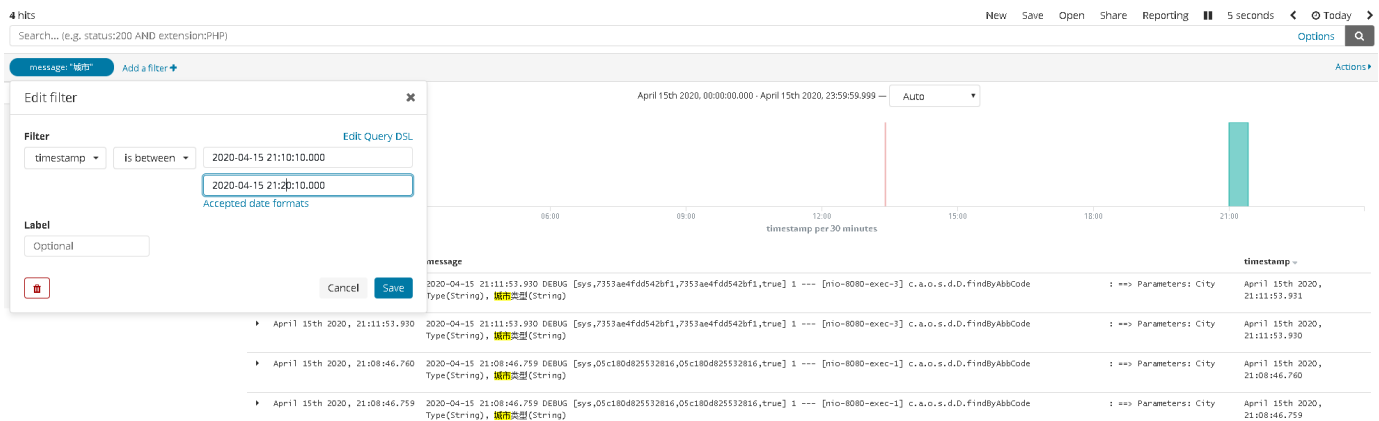 4 hits
New Save Open Share Reporting 5 seconds Today
Search... (e.g. status:200 AND extension:PHP)
Options
message: "城市"
Add a filter
Actions
Edit filter
April 15th 2020, 00:00:00.000 - April 15th 2020, 23:59:59.999 —
Auto
Filter
Edit Query DSL
timestamp
is between
2020-04-15 21:10:10.000
2020-04-15 21:20:10.000
Accepted date formats
Label
Optional
Cancel
Save
06:00 09:00 12:00 15:00 18:00 21:00
timestamp per 30 minutes
message timestamp
2020-04-15 21:11:53.930 DEBUG [sys,7353ae4fdd542bf1,7353ae4fdd542bf1,true] 1 --- [nio-8080-exec-3] c.a.o.s.d.D.findByAbbCode : ==> Parameters: City April 15th 2020,
Type(String), 城市类型(String) 21:11:53.931
April 15th 2020, 21:11:53.930 2020-04-15 21:11:53.930 DEBUG [sys,7353ae4fdd542bf1,7353ae4fdd542bf1,true] 1 --- [nio-8080-exec-3] c.a.o.s.d.D.findByAbbCode : ==> Parameters: City April 15th 2020,
Type(String), 城市类型(String) 21:11:53.930
April 15th 2020, 21:08:46.760 2020-04-15 21:08:46.759 DEBUG [sys,05c180d825532816,05c180d825532816,true] 1 --- [nio-8080-exec-1] c.a.o.s.d.D.findByAbbCode : ==> Parameters: City April 15th 2020,
Type(String), 城市类型(String) 21:08:46.760
April 15th 2020, 21:08:46.759 2020-04-15 21:08:46.759 DEBUG [sys,05c180d825532816,05c180d825532816,true] 1 --- [nio-8080-exec-1] c.a.o.s.d.D.findByAbbCode : ==> Parameters: City April 15th 2020,
Type(String), 城市类型(String) 21:08:46.759